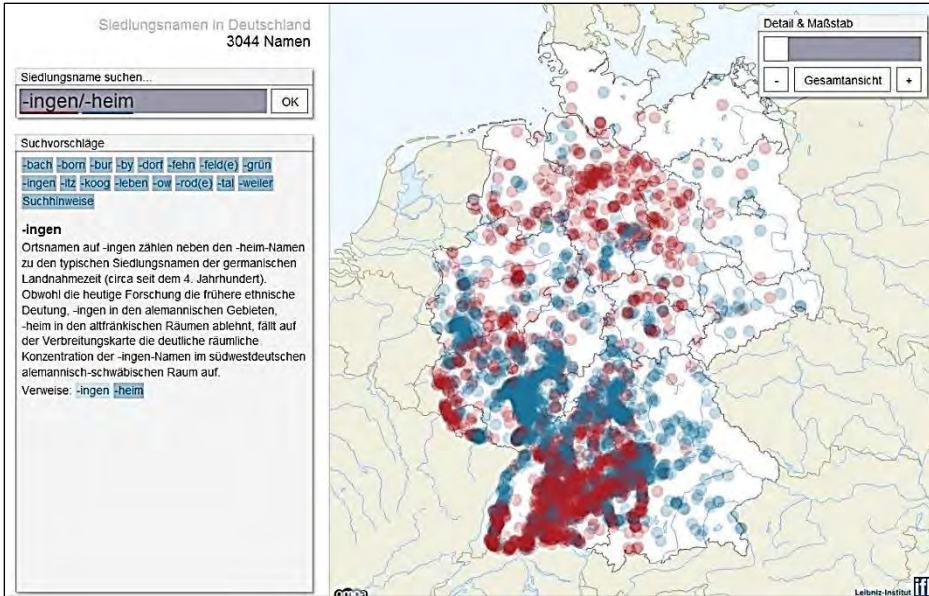 Siedlungsnamen in Deutschland
3044 Namen
Siedlungsname suchen...
-ingen/-heim
OK
Suchvorschläge
-bach -born -bur -by -dorf -fehn -feld(e) -grün
-ingen -itz -koog -leben -ow -rod(e) -tal -weiler
Suchhinweise
-ingen
Ortsnamen auf -ingen zählen neben den -heim-Namen
zu den typischen Siedlungsnamen der germanischen
Landnahmezeit (circa seit dem 4. Jahrhundert).
Obwohl die heutige Forschung die frühere ethnische
Deutung, -ingen in den alemannischen Gebieten,
-heim in den altfränkischen Räumen ablehnt, fällt auf
der Verbreitungskarte die deutliche räumliche
Konzentration der -ingen-Namen im südwestdeutschen
alemannisch-schwäbischen Raum auf.
Verweise: -ingen -heim
Detail & Maßstab
- Gesamtansicht +
Leibniz-Institut ifl